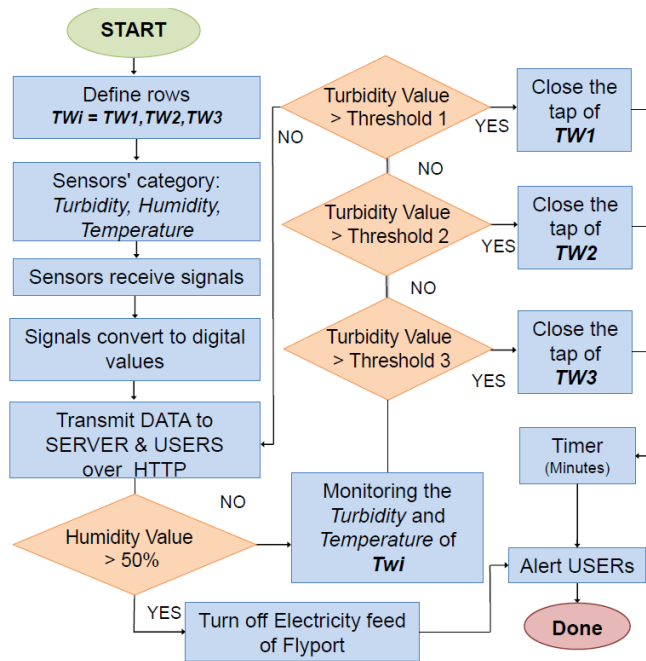 START
Define rows
TWi = TW1,TW2,TW3
Sensors' category:
Turbidity, Humidity,
Temperature
Sensors receive signals
Signals convert to digital
values
Transmit DATA to
SERVER & USERS
over HTTP
NO
Humidity Value
> 50%
YES
Turn off Electricity feed
of Flyport
Monitoring the
Turbidity and
Temperature of
Twi
Turbidity Value
> Threshold 1
NO
YES
Close the
tap of
TW1
NO
Turbidity Value
> Threshold 2
YES
Close the
tap of
TW2
NO
Turbidity Value
> Threshold 3
YES
Close the
tap of
TW3
Timer
(Minutes)
Alert USERs
Done